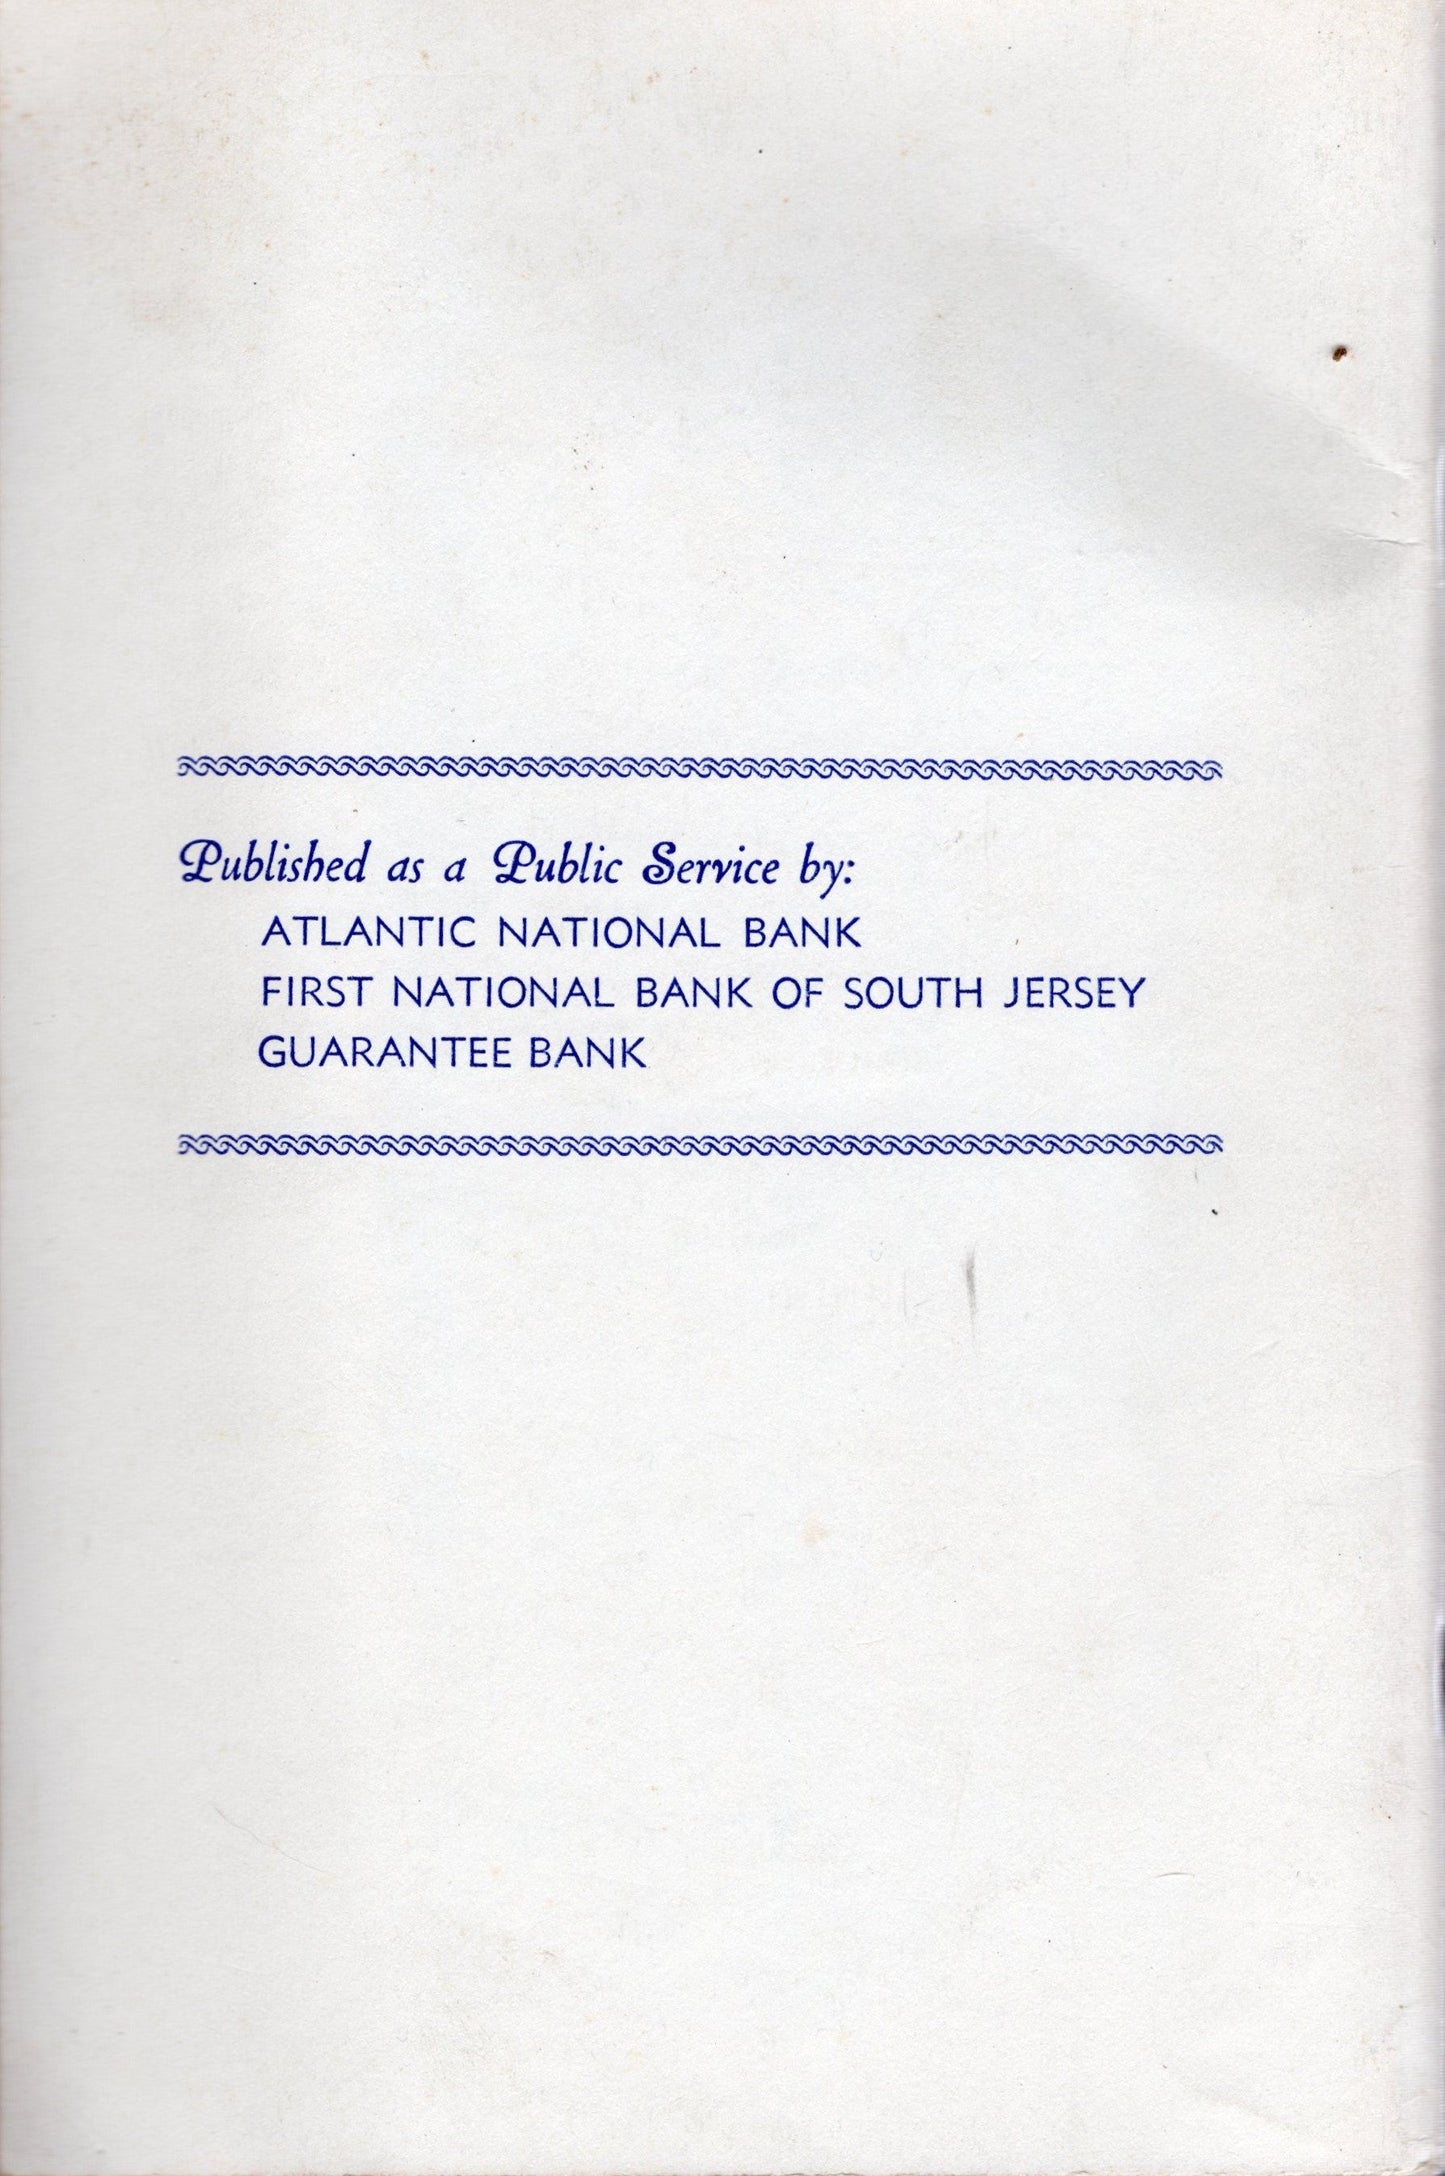 Published as a Public Service by:
ATLANTIC NATIONAL BANK
FIRST NATIONAL BANK OF SOUTH JERSEY
GUARANTEE BANK